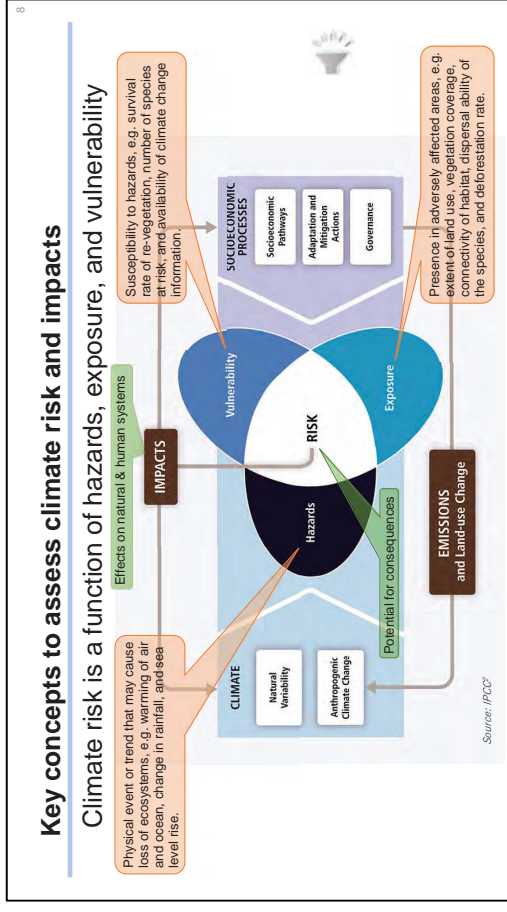 8
Key concepts to assess climate risk and impacts
Climate risk is a function of hazards, exposure, and vulnerability
Physical event or trend that may cause
loss of ecosystems, e.g. warming of air
and ocean, change in rainfall, and sea
level rise.
Effects on natural & human systems
Susceptibility to hazards, e.g. survival
rate of re-vegetation, number of species
at risk, and availability of climate change
information.
IMPACTS
CLIMATE
Natural
Variability
Anthropogenic
Climate Change
Vulnerability
Hazards
RISK
Exposure
SOCIOECONOMIC
PROCESSES
Socioeconomic
Pathways
Adaptation and
Mitigation
Actions
Governance
Potential for consequences
Presence in adversely affected areas, e.g.
extent of land use, vegetation coverage,
connectivity of habitat, dispersal ability of
the species, and deforestation rate.
EMISSIONS
and Land-use Change
Source: IPCC²